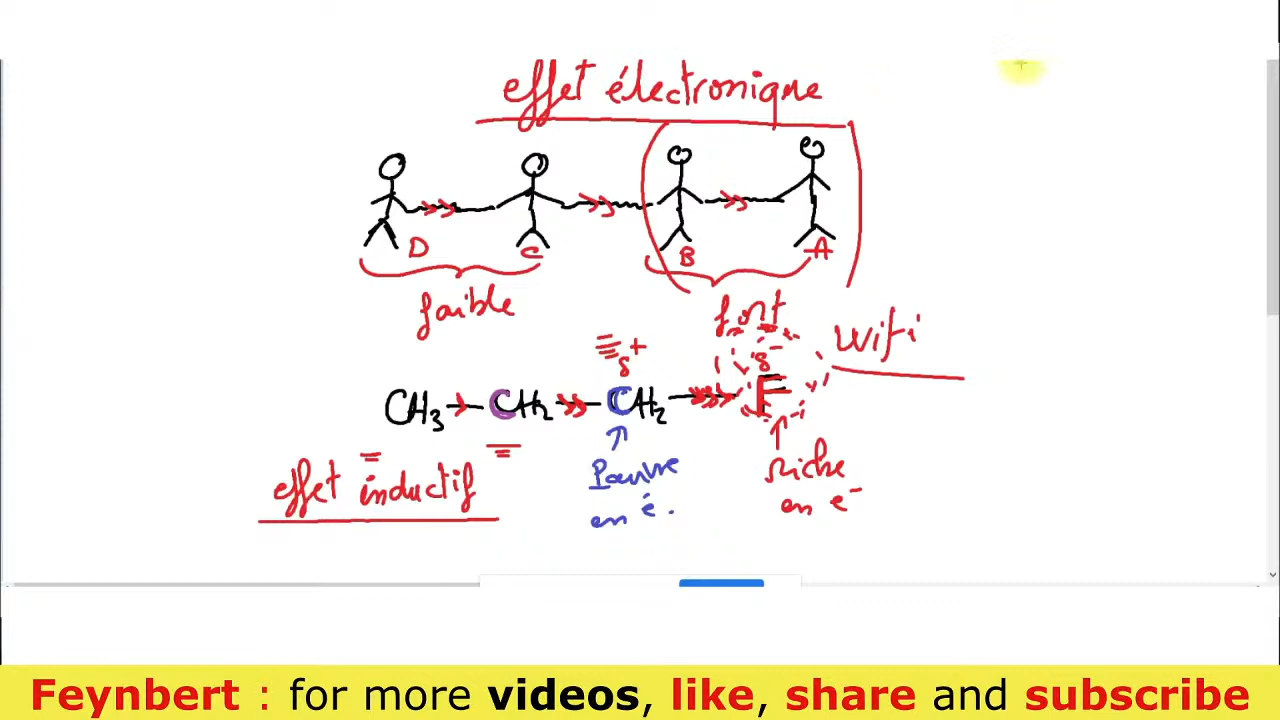 effet électronique
D C B A
faible
fort
wifi
δ+ δ-
CH3 CH2 CH2 F
effet inductif
Pauvre
en é.
riche
en e-
Feynbert : for more videos, like, share and subscribe